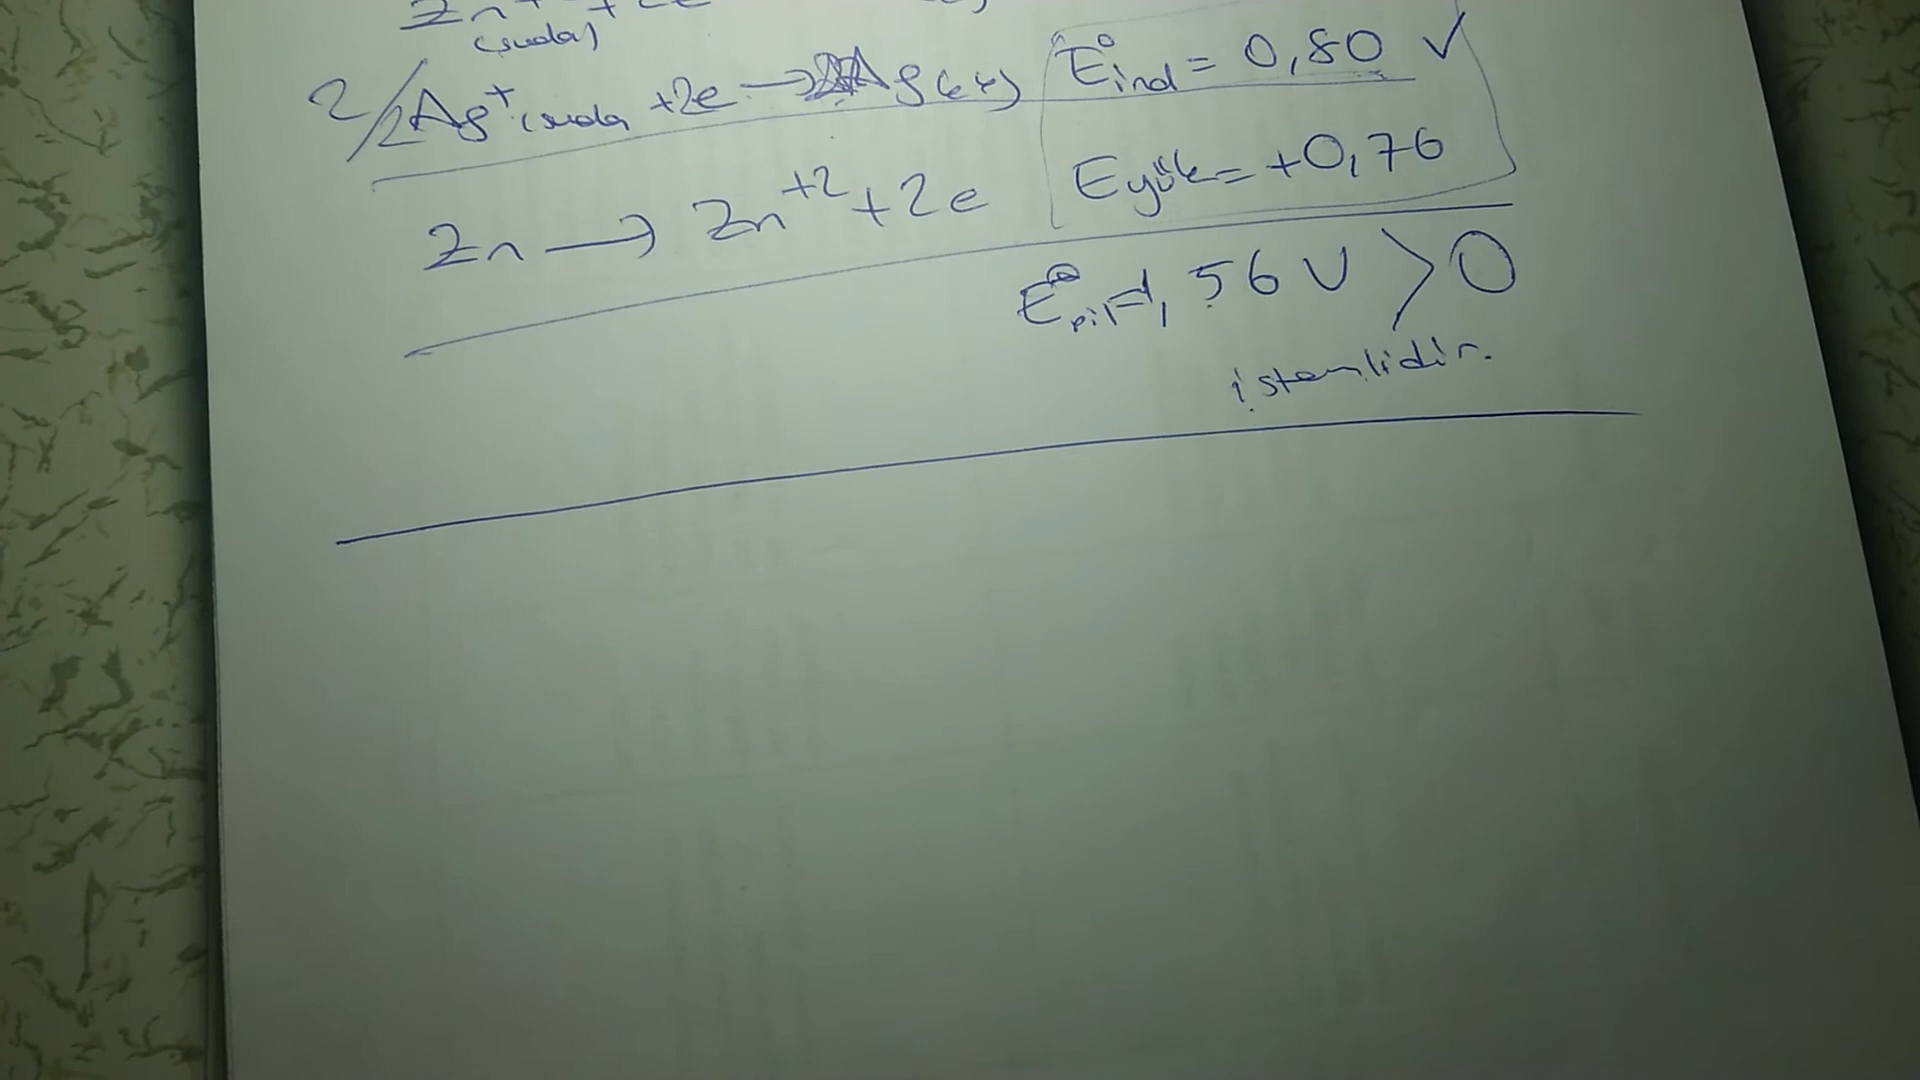 (suda)
2/2Ag⁺(suda +2e → 2Ag(k) E°ind = 0,80 ✓
Zn → Zn⁺² + 2e Eyük = +0,76
E°pil=1,56 V > 0
istemlidir.